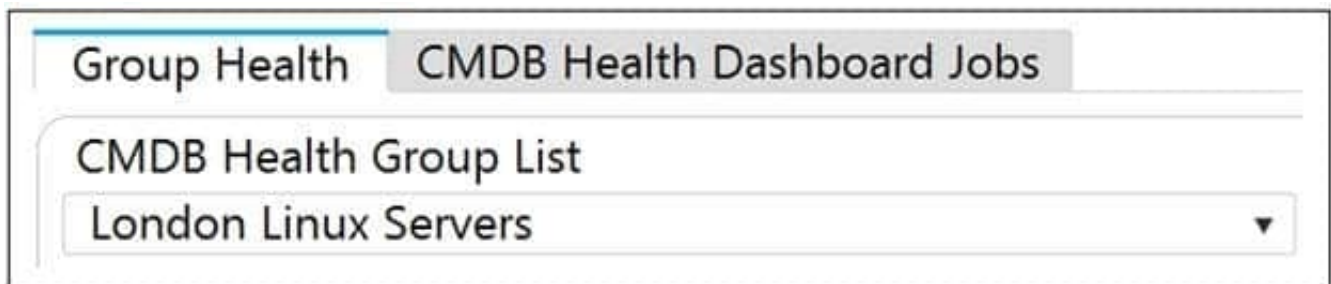 Group Health CMDB Health Dashboard Jobs
CMDB Health Group List
London Linux Servers